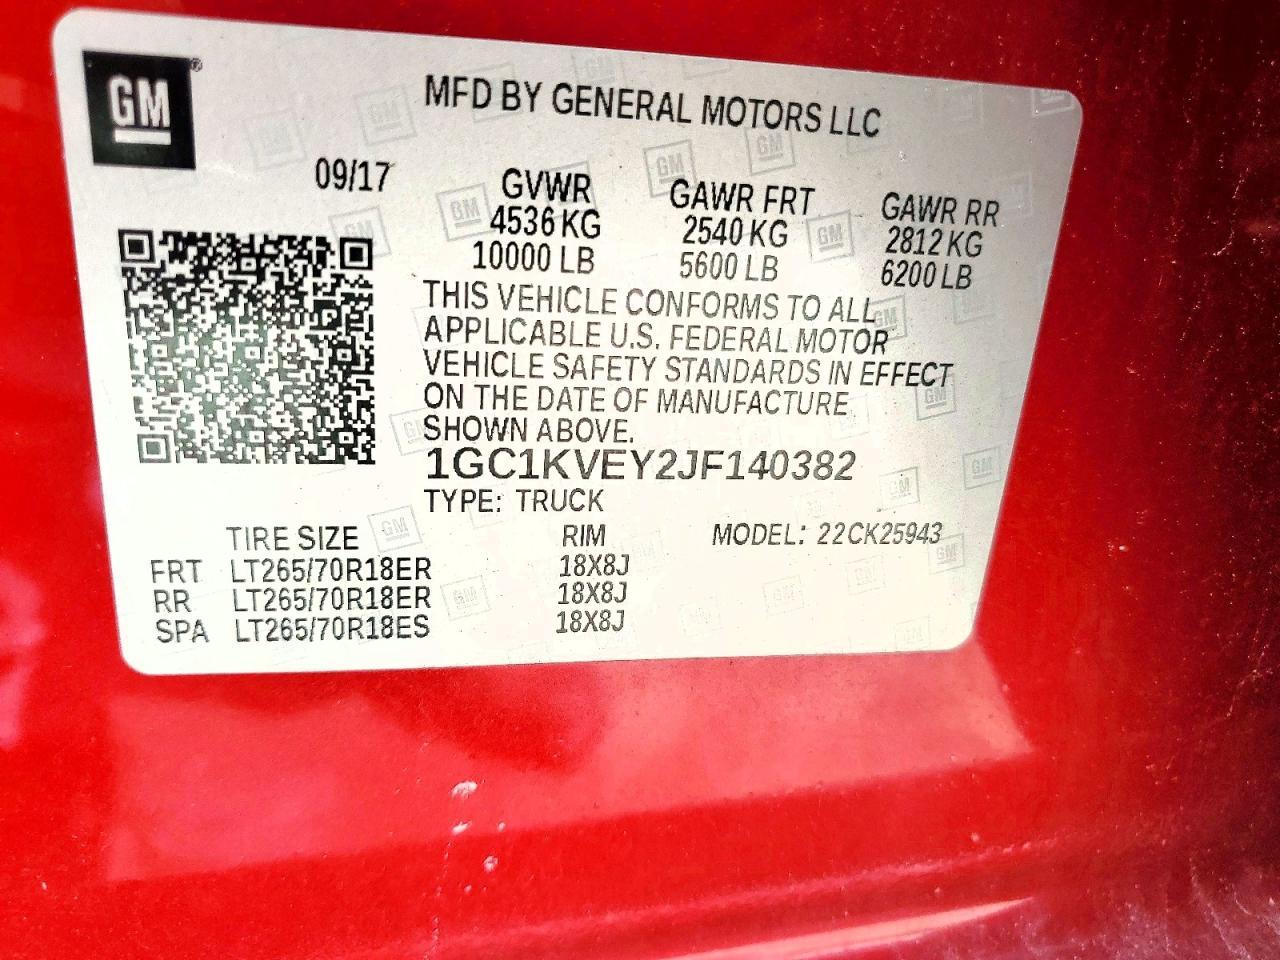 GM®
MFD BY GENERAL MOTORS LLC
09/17
GVWR GAWR FRT GAWR RR
4536 KG 2540 KG 2812 KG
10000 LB 5600 LB 6200 LB
THIS VEHICLE CONFORMS TO ALL
APPLICABLE U.S. FEDERAL MOTOR
VEHICLE SAFETY STANDARDS IN EFFECT
ON THE DATE OF MANUFACTURE
SHOWN ABOVE.
1GC1KVEY2JF140382
TYPE: TRUCK
TIRE SIZE RIM MODEL: 22CK25943
FRT LT265/70R18ER 18X8J
RR LT265/70R18ER 18X8J
SPA LT265/70R18ES 18X8J